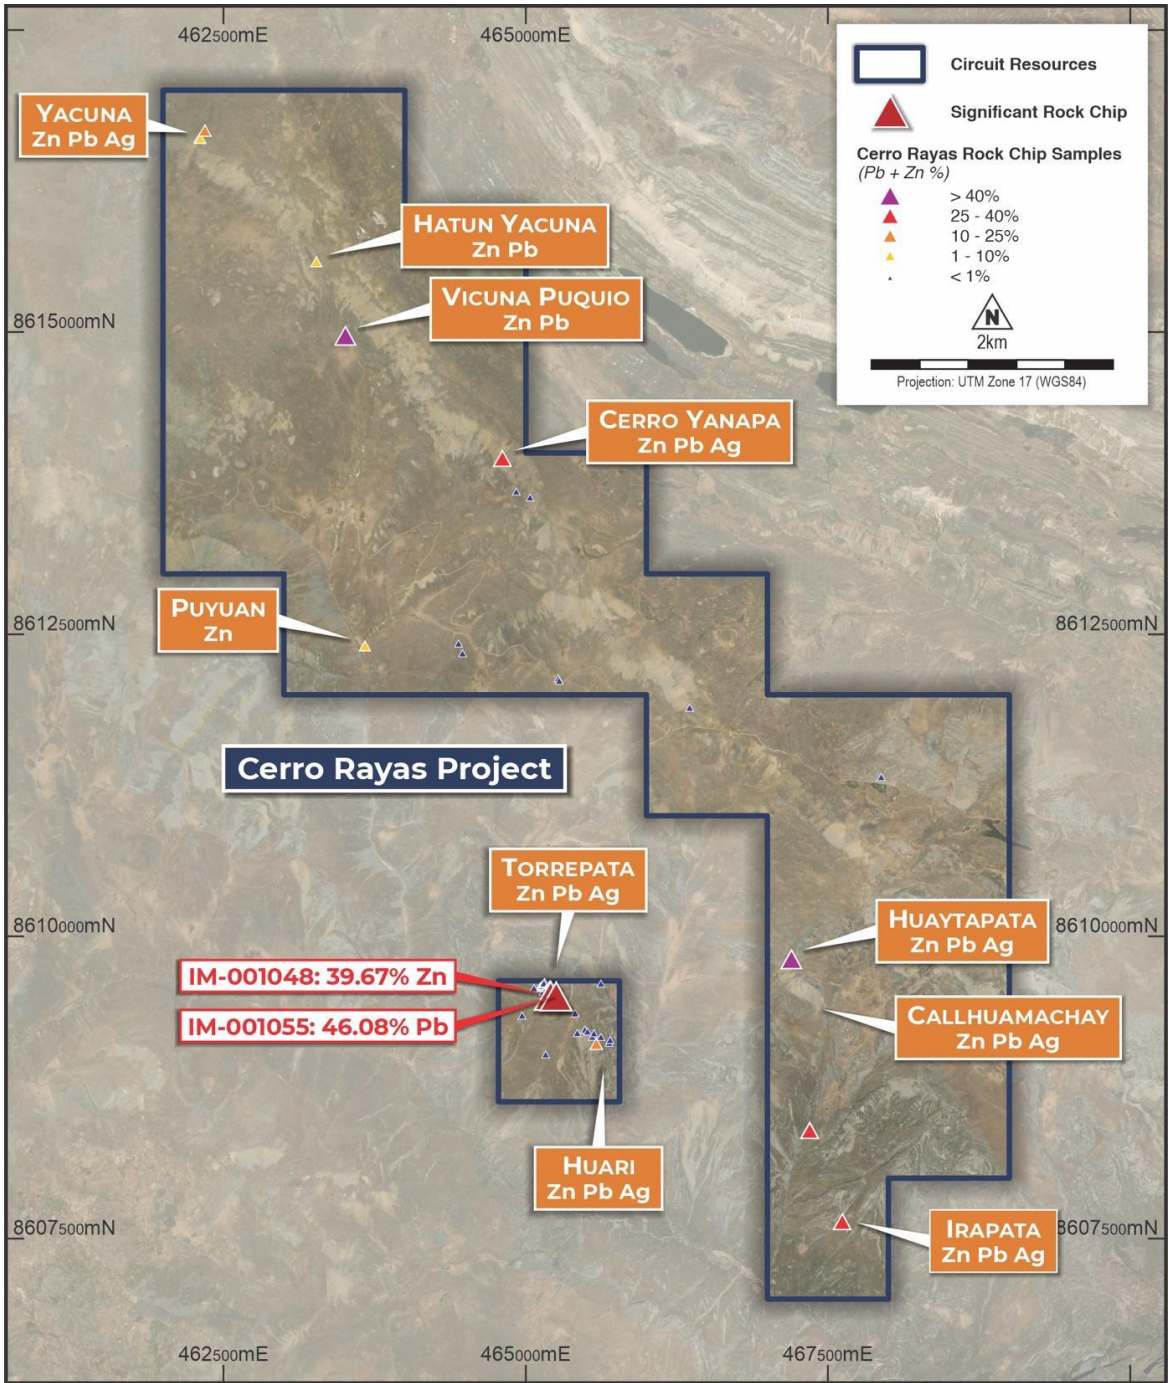 462500mE
465000mE
Circuit Resources
Significant Rock Chip
Cerro Rayas Rock Chip Samples
(Pb + Zn %)
> 40%
25 - 40%
10 - 25%
1 - 10%
< 1%
N
2km
Projection: UTM Zone 17 (WGS84)
YACUNA
Zn Pb Ag
HATUN YACUNA
Zn Pb
VICUNA PUQUIO
Zn Pb
8615000mN
CERRO YANAPA
Zn Pb Ag
PUYUAN
Zn
8612500mN
8612500mN
Cerro Rayas Project
TORREPATA
Zn Pb Ag
8610000mN
HUAYTAPATA
Zn Pb Ag
8610000mN
IM-001048: 39.67% Zn
IM-001055: 46.08% Pb
CALLHUAMACHAY
Zn Pb Ag
HUARI
Zn Pb Ag
8607500mN
IRAPATA
Zn Pb Ag
8607500mN
462500mE
465000mE
467500mE